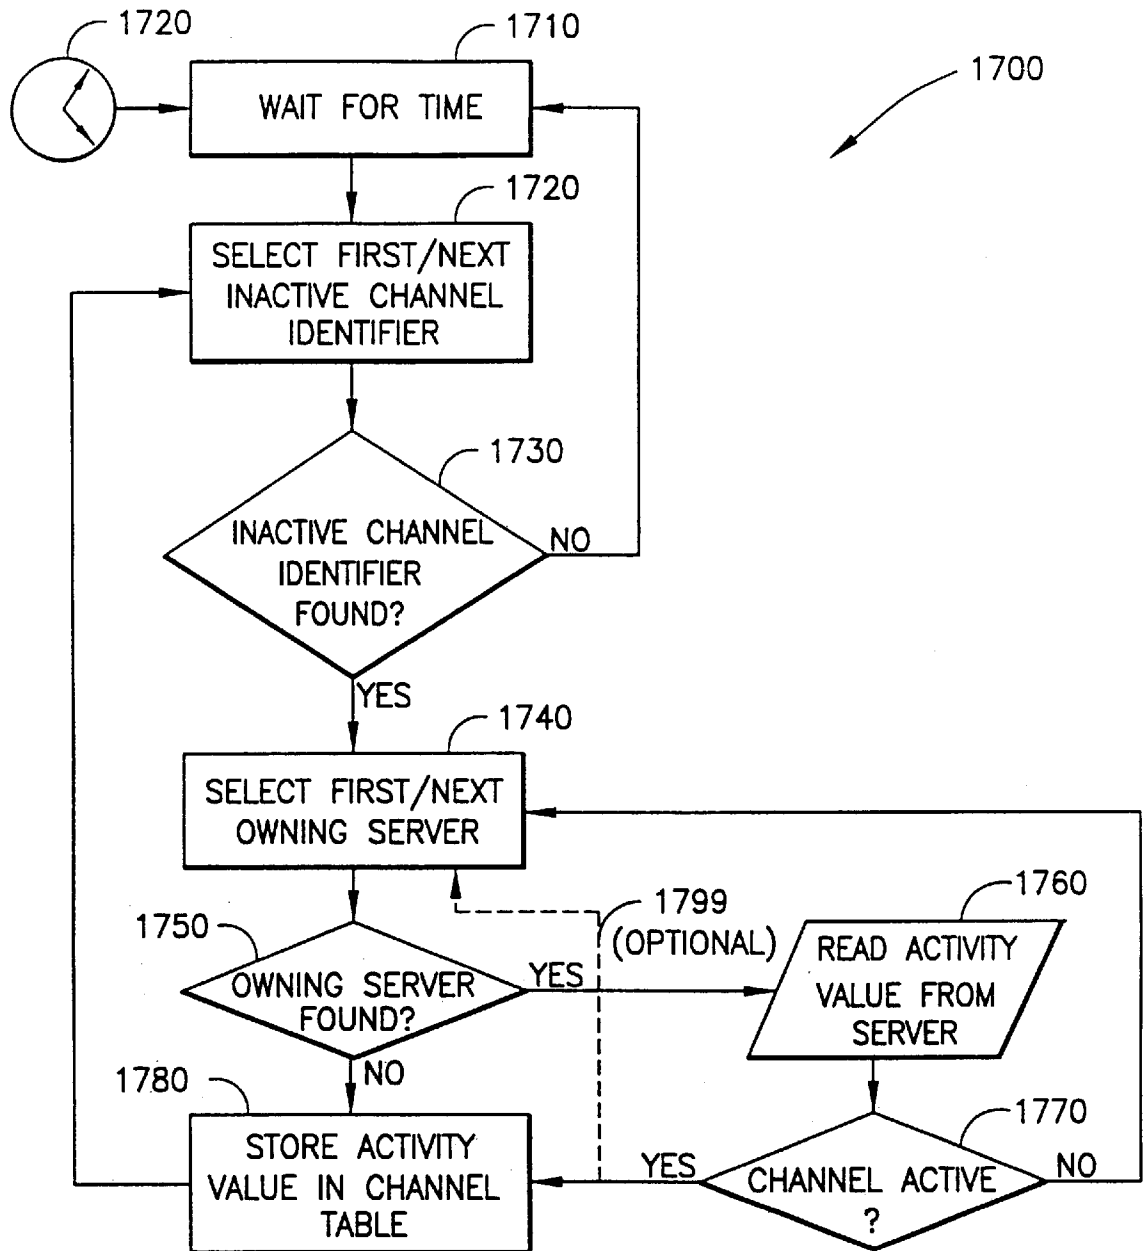 1720
1710
1700
WAIT FOR TIME
1720
SELECT FIRST/NEXT
INACTIVE CHANNEL
IDENTIFIER
1730
INACTIVE CHANNEL
IDENTIFIER
FOUND?
NO
YES
1740
SELECT FIRST/NEXT
OWNING SERVER
1750
OWNING SERVER
FOUND?
YES
1799
(OPTIONAL)
1760
READ ACTIVITY
VALUE FROM
SERVER
NO
1780
STORE ACTIVITY
VALUE IN CHANNEL
TABLE
YES
1770
CHANNEL ACTIVE
?
NO